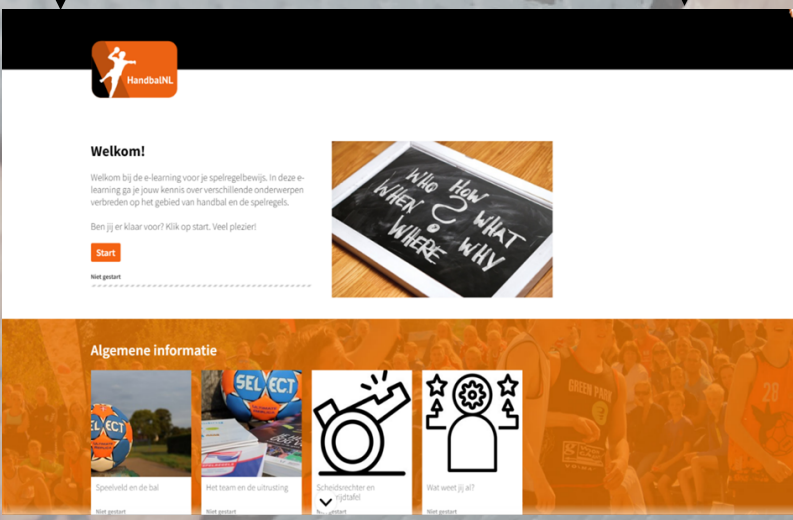 HandbalNL
Welkom!
Welkom bij de e-learning voor je spelregelbewijs. In deze e-
learning ga je jouw kennis over verschillende onderwerpen
verbreden op het gebied van handbal en de spelregels.
Ben jij er klaar voor? Klik op start. Veel plezier!
Start
Niet gestart
WHO HOW
WHEN ? WHAT
WHERE WHY
Algemene informatie
GREEN PARK
28
SELECT
ELECT
Speelveld en de bal
Het team en de uitrusting
Scheidsrechter en
ijdtafel
Wat weet jij al?
Niet gestart
Niet gestart
Niet gestart